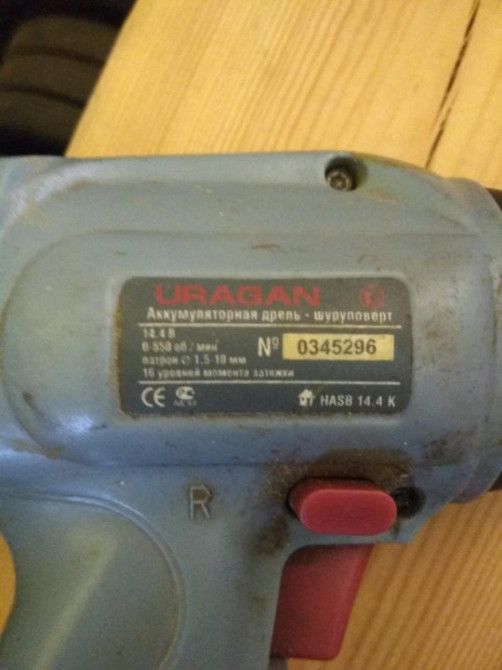 URAGAN
Аккумуляторная дрель - шуруповерт
14.4 В
0-550 об / мин
патрон ∅ 1,5-10 мм
16 уровней момента затяжки
№ 0345296
CE
HASB 14.4 К
R